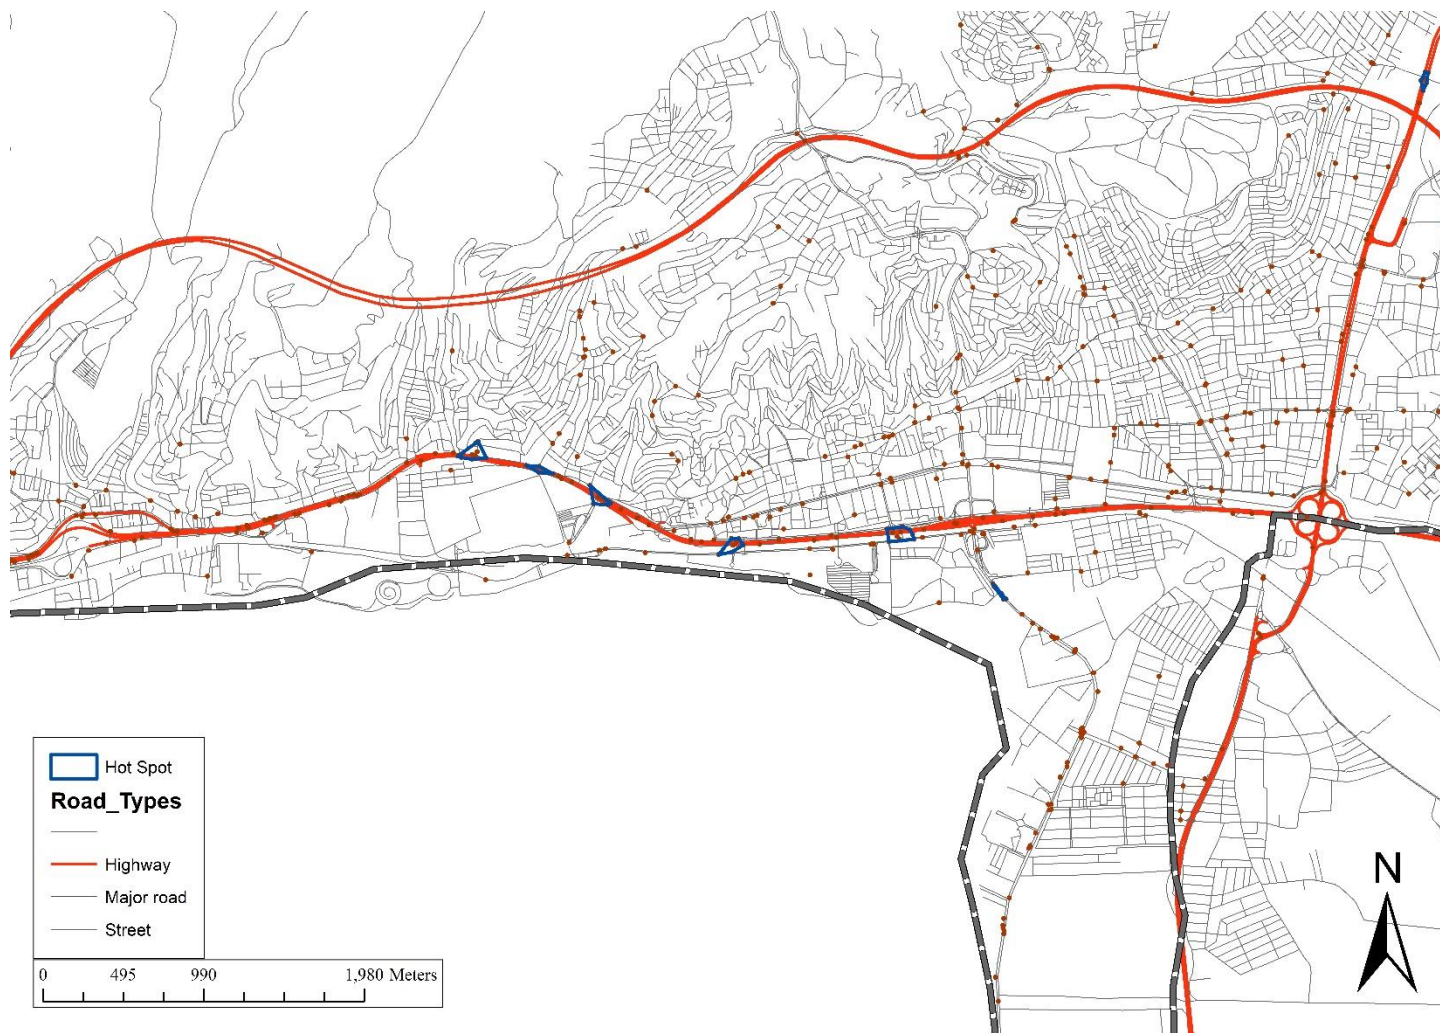 Hot Spot
Road_Types
Highway
Major road
Street
0 495 990 1,980 Meters
N